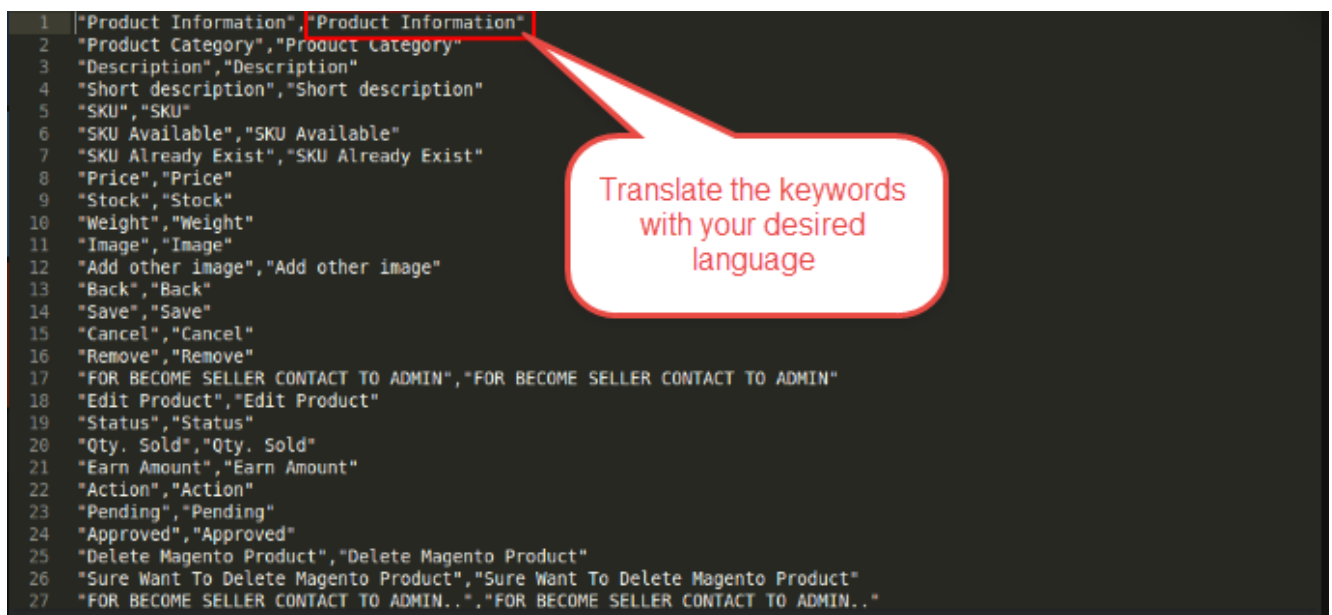 1 "Product Information","Product Information"
2 "Product Category","Product Category"
3 "Description","Description"
4 "Short description","Short description"
5 "SKU","SKU"
6 "SKU Available","SKU Available"
7 "SKU Already Exist","SKU Already Exist"
8 "Price","Price"
9 "Stock","Stock"
10 "Weight","Weight"
11 "Image","Image"
12 "Add other image","Add other image"
13 "Back","Back"
14 "Save","Save"
15 "Cancel","Cancel"
16 "Remove","Remove"
17 "FOR BECOME SELLER CONTACT TO ADMIN","FOR BECOME SELLER CONTACT TO ADMIN"
18 "Edit Product","Edit Product"
19 "Status","Status"
20 "Qty. Sold","Qty. Sold"
21 "Earn Amount","Earn Amount"
22 "Action","Action"
23 "Pending","Pending"
24 "Approved","Approved"
25 "Delete Magento Product","Delete Magento Product"
26 "Sure Want To Delete Magento Product","Sure Want To Delete Magento Product"
27 "FOR BECOME SELLER CONTACT TO ADMIN..","FOR BECOME SELLER CONTACT TO ADMIN.."
Translate the keywords
with your desired
language